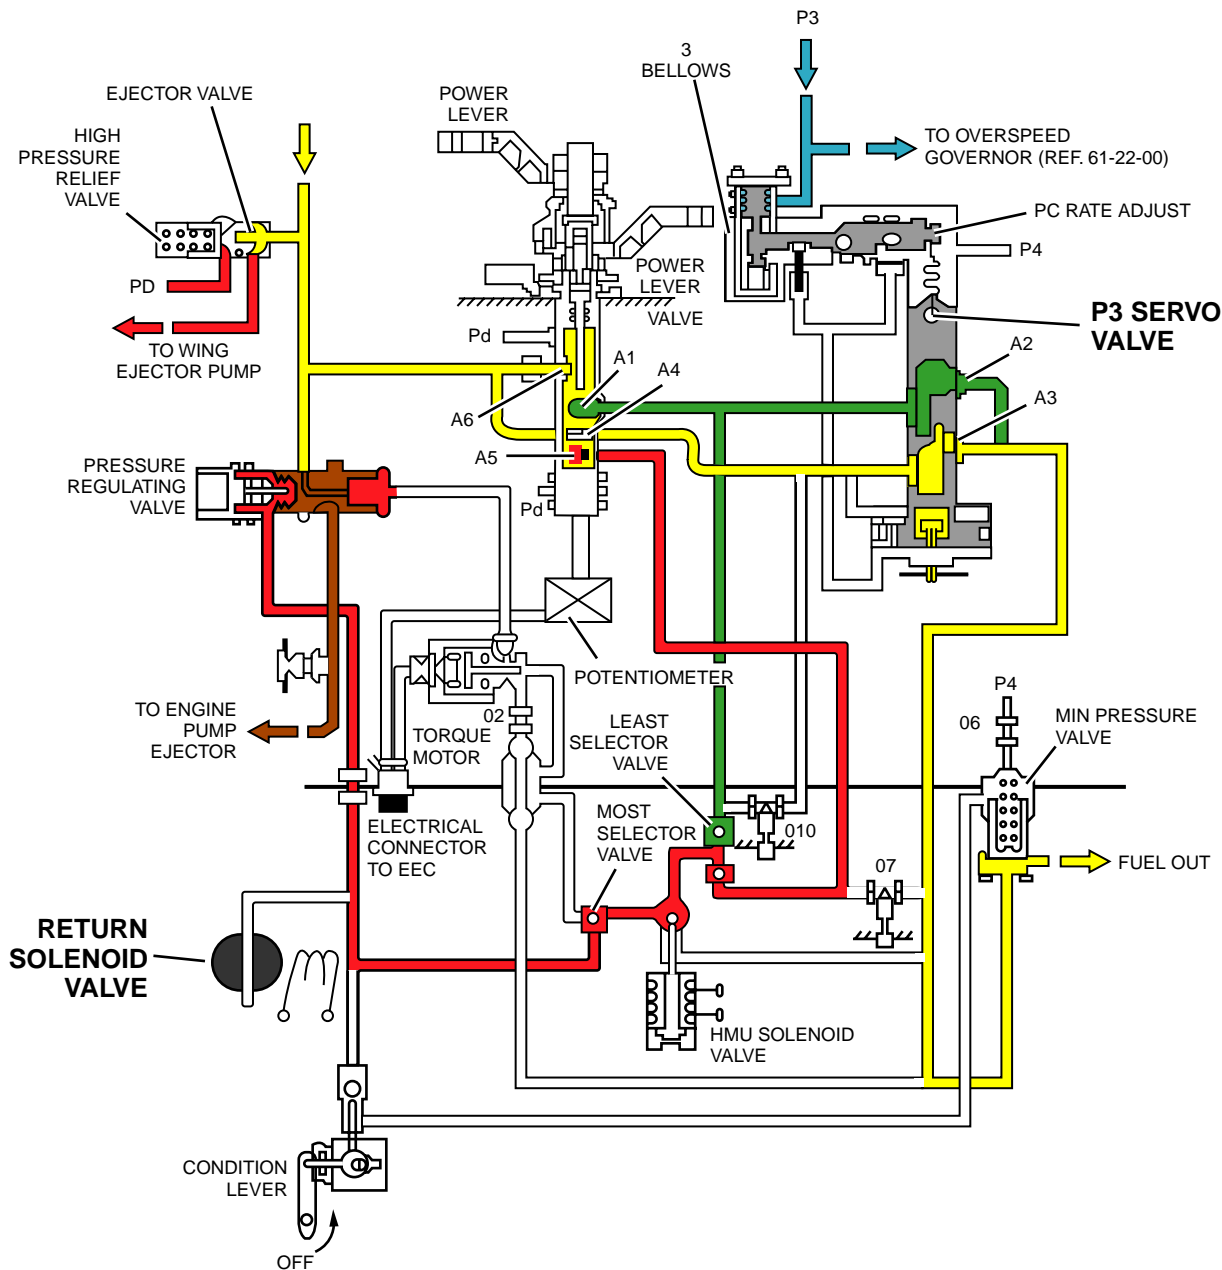 P3
3
BELLOWS
EJECTOR VALVE
POWER
LEVER
HIGH
PRESSURE
RELIEF
VALVE
TO OVERSPEED
GOVERNOR (REF. 61-22-00)
PC RATE ADJUST
P4
POWER
LEVER
VALVE
PD
P3 SERVO
VALVE
TO WING
EJECTOR PUMP
Pd
A1
A4
A2
A6
A3
A5
PRESSURE
REGULATING
VALVE
Pd
POTENTIOMETER
P4
TO ENGINE
PUMP
EJECTOR
02
TORQUE
MOTOR
LEAST
SELECTOR
VALVE
06
MIN PRESSURE
VALVE
ELECTRICAL
CONNECTOR
TO EEC
MOST
SELECTOR
VALVE
010
07
FUEL OUT
RETURN
SOLENOID
VALVE
HMU SOLENOID
VALVE
CONDITION
LEVER
OFF